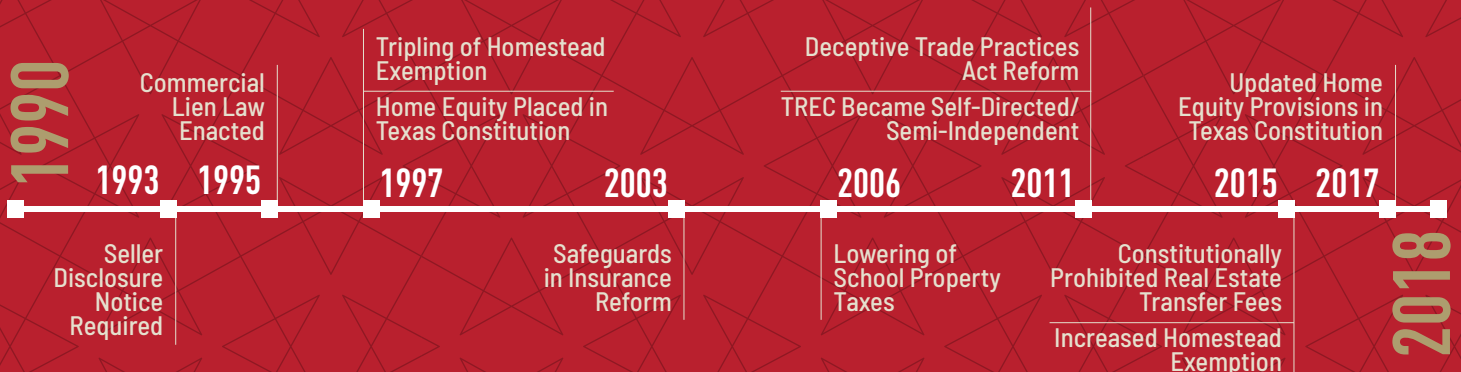 1990
Commercial
Lien Law
Enacted
Tripling of Homestead
Exemption
Home Equity Placed in
Texas Constitution
Deceptive Trade Practices
Act Reform
TREC Became Self-Directed/
Semi-Independent
Updated Home
Equity Provisions in
Texas Constitution
1993 1995 1997 2003 2006 2011 2015 2017
Seller
Disclosure
Notice
Required
Safeguards
in Insurance
Reform
Lowering of
School Property
Taxes
Constitutionally
Prohibited Real Estate
Transfer Fees
Increased Homestead
Exemption
2018